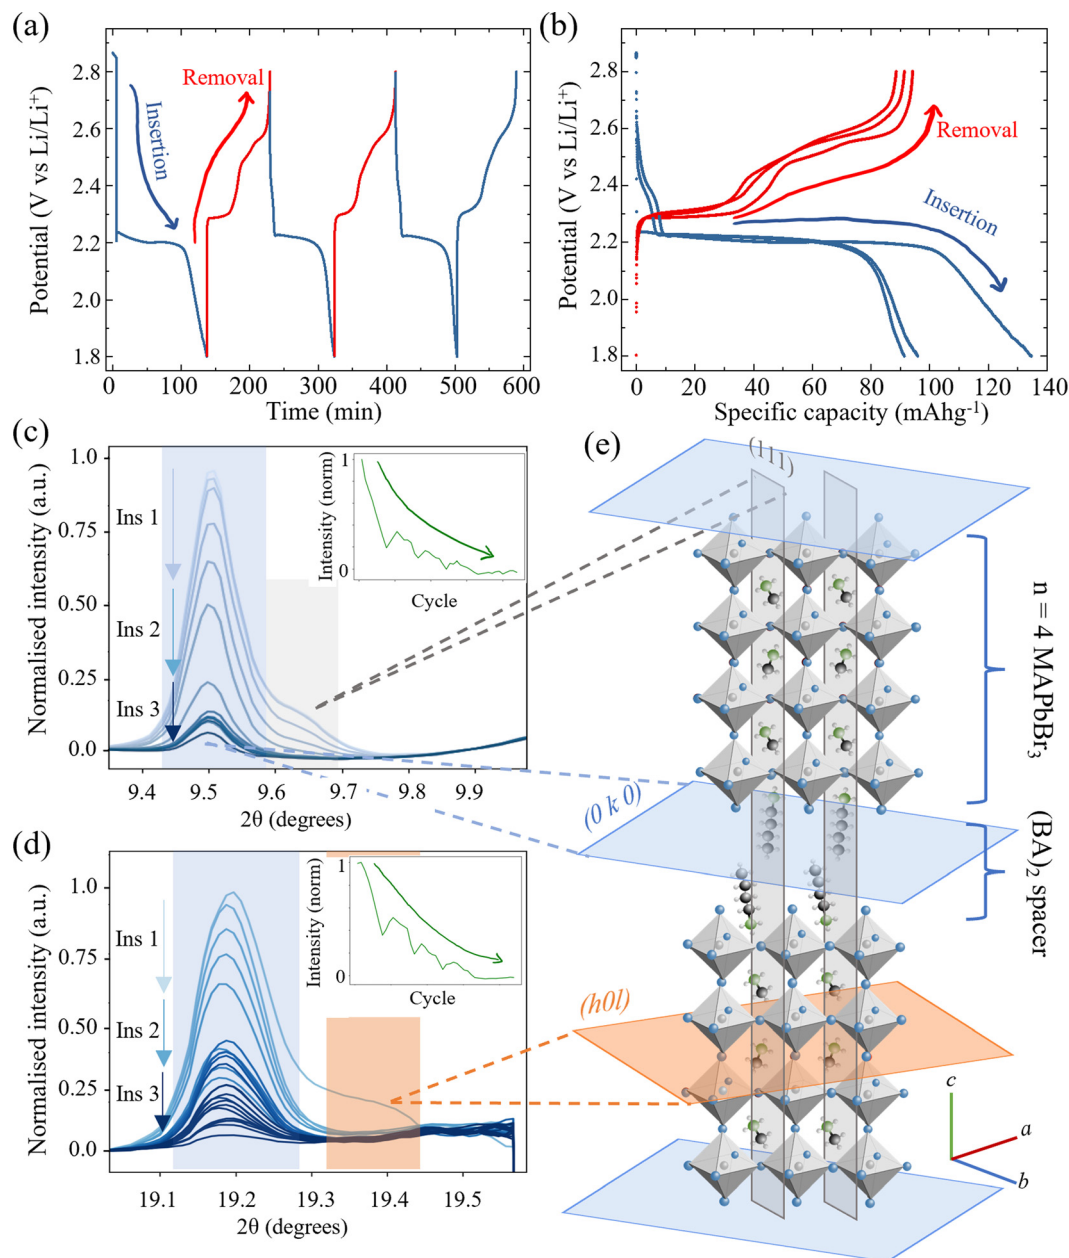 (a)
Potential (V vs Li/Li⁺)
2.8
2.6
2.4
2.2
2.0
1.8
Removal
Insertion
0 100 200 300 400 500 600
Time (min)
(b)
Potential (V vs Li/Li⁺)
2.8
2.6
2.4
2.2
2.0
1.8
Removal
Insertion
0 20 40 60 80 100 120 140
Specific capacity (mAhg⁻¹)
(c)
Normalised intensity (a.u.)
1.0
0.75
0.50
0.25
0.0
Ins 1
Ins 2
Ins 3
Intensity (norm)
1
0
Cycle
9.4 9.5 9.6 9.7 9.8 9.9
2θ (degrees)
(d)
Normalised intensity (a.u.)
1.0
0.75
0.50
0.25
0.0
Ins 1
Ins 2
Ins 3
Intensity (norm)
1
0
Cycle
19.1 19.2 19.3 19.4 19.5
2θ (degrees)
(e)
(111)
n = 4 MAPbBr₃
(0 k 0)
(BA)₂ spacer
(h0l)
c
a
b